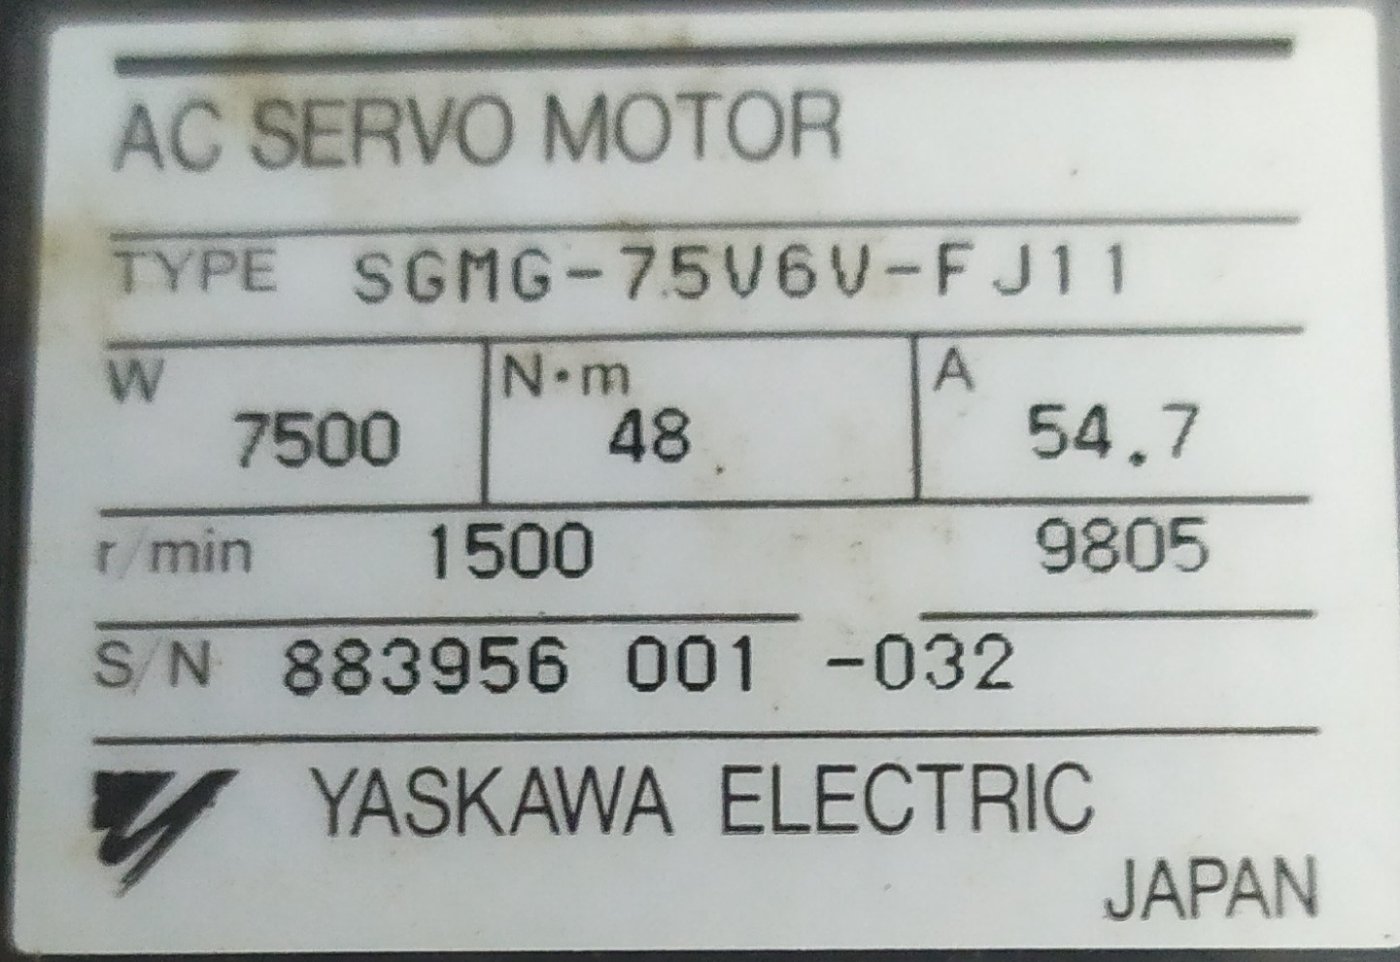 AC SERVO MOTOR
TYPE SGMG-75V6V-FJ11
W 7500 N·m 48 A 54.7
r/min 1500 9805
S/N 883956 001 -032
YASKAWA ELECTRIC
JAPAN